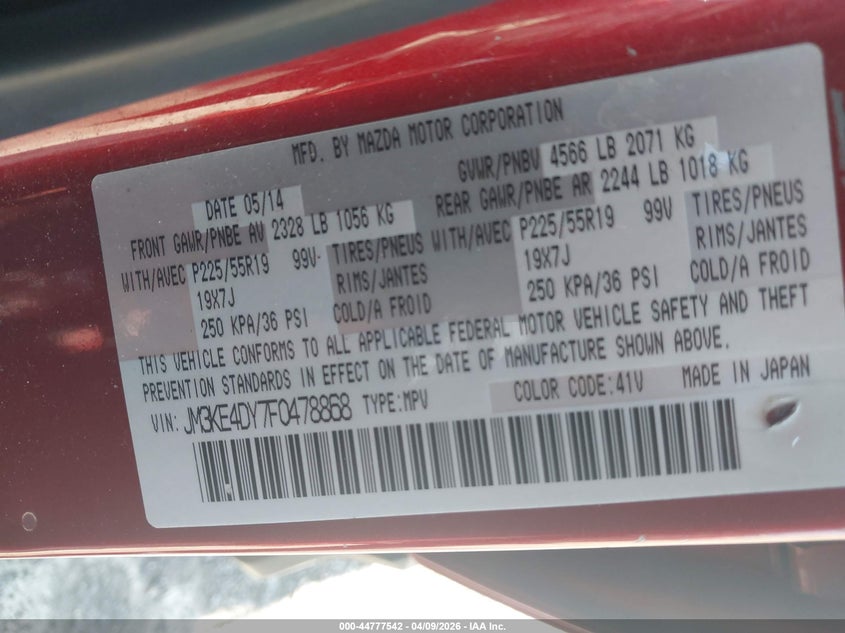 MFD. BY MAZDA MOTOR CORPORATION
DATE 05/14
GVWR/PNBV 4566 LB 2071 KG
FRONT GAWR/PNBE AV 2328 LB 1056 KG
REAR GAWR/PNBE AR 2244 LB 1018 KG
WITH/AVEC P225/55R19 99V- TIRES/PNEUS
19X7J RIMS/JANTES
250 KPA/36 PSI COLD/A FROID
WITH/AVEC P225/55R19 99V TIRES/PNEUS
19X7J RIMS/JANTES
250 KPA/36 PSI COLD/A FROID
THIS VEHICLE CONFORMS TO ALL APPLICABLE FEDERAL MOTOR VEHICLE SAFETY AND THEFT
PREVENTION STANDARDS IN EFFECT ON THE DATE OF MANUFACTURE SHOWN ABOVE.
VIN: JM3KE4DY7F0478868 TYPE:MPV COLOR CODE:41V MADE IN JAPAN
000-44777542 - 04/09/2026 - IAA Inc.